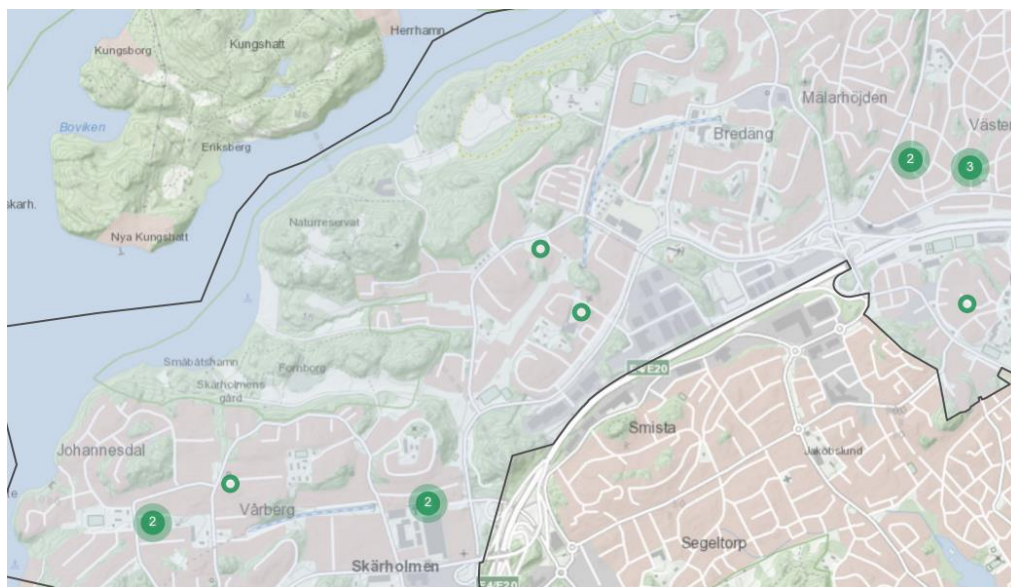 Herrhamn
Kungsborg
Kungshatt
Mälarhöjden
Boviken
Bredäng
Väster
2
3
Eriksberg
skarh.
Naturreservat
Nya Kungshatt
Småbåtshamn
Fornborg
E4/E20
Skärholmens
gård
Smista
Johannesdal
Jakobslund
2
Vårberg
2
Segeltorp
Skärholmen
E4/E20